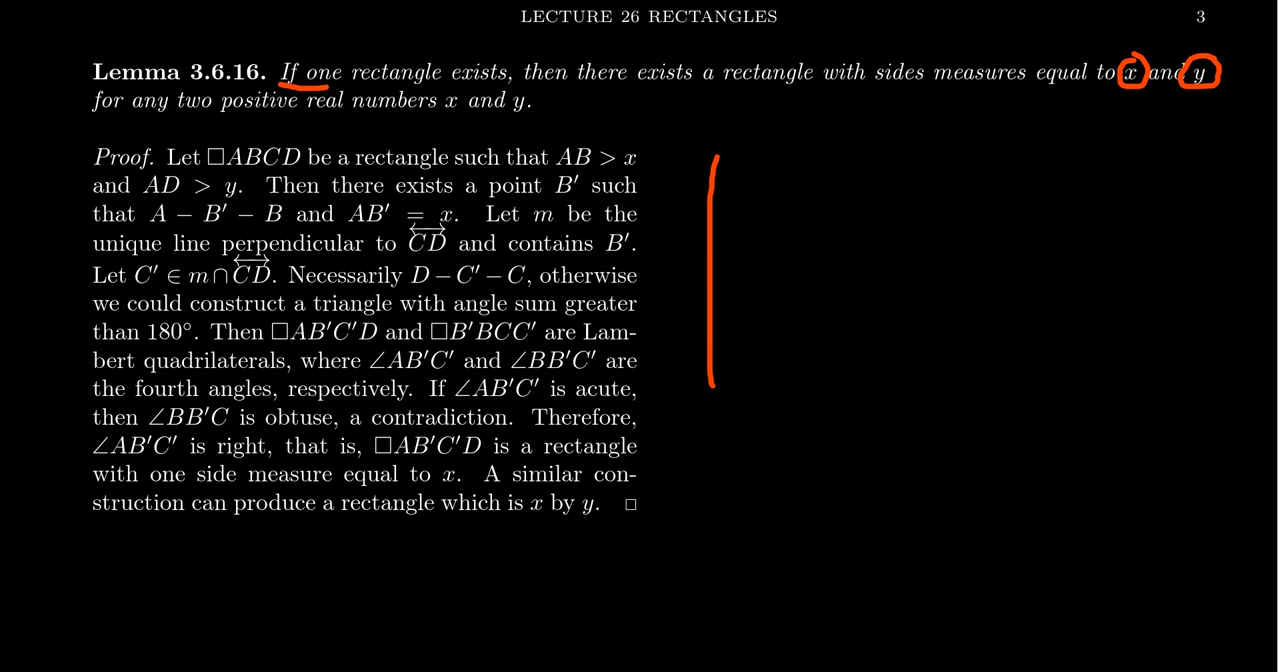 LECTURE 26 RECTANGLES 3
Lemma 3.6.16. If one rectangle exists, then there exists a rectangle with sides measures equal to x and y
for any two positive real numbers x and y.
Proof. Let □ABCD be a rectangle such that AB > x
and AD > y. Then there exists a point B′ such
that A − B′ − B and AB′ = x. Let m be the
unique line perpendicular to \overleftrightarrow{CD} and contains B′.
Let C′ ∈ m ∩ \overleftrightarrow{CD}. Necessarily D − C′ − C, otherwise
we could construct a triangle with angle sum greater
than 180°. Then □AB′C′D and □B′BCC′ are Lam-
bert quadrilaterals, where ∠AB′C′ and ∠BB′C′ are
the fourth angles, respectively. If ∠AB′C′ is acute,
then ∠BB′C is obtuse, a contradiction. Therefore,
∠AB′C′ is right, that is, □AB′C′D is a rectangle
with one side measure equal to x. A similar con-
struction can produce a rectangle which is x by y. □